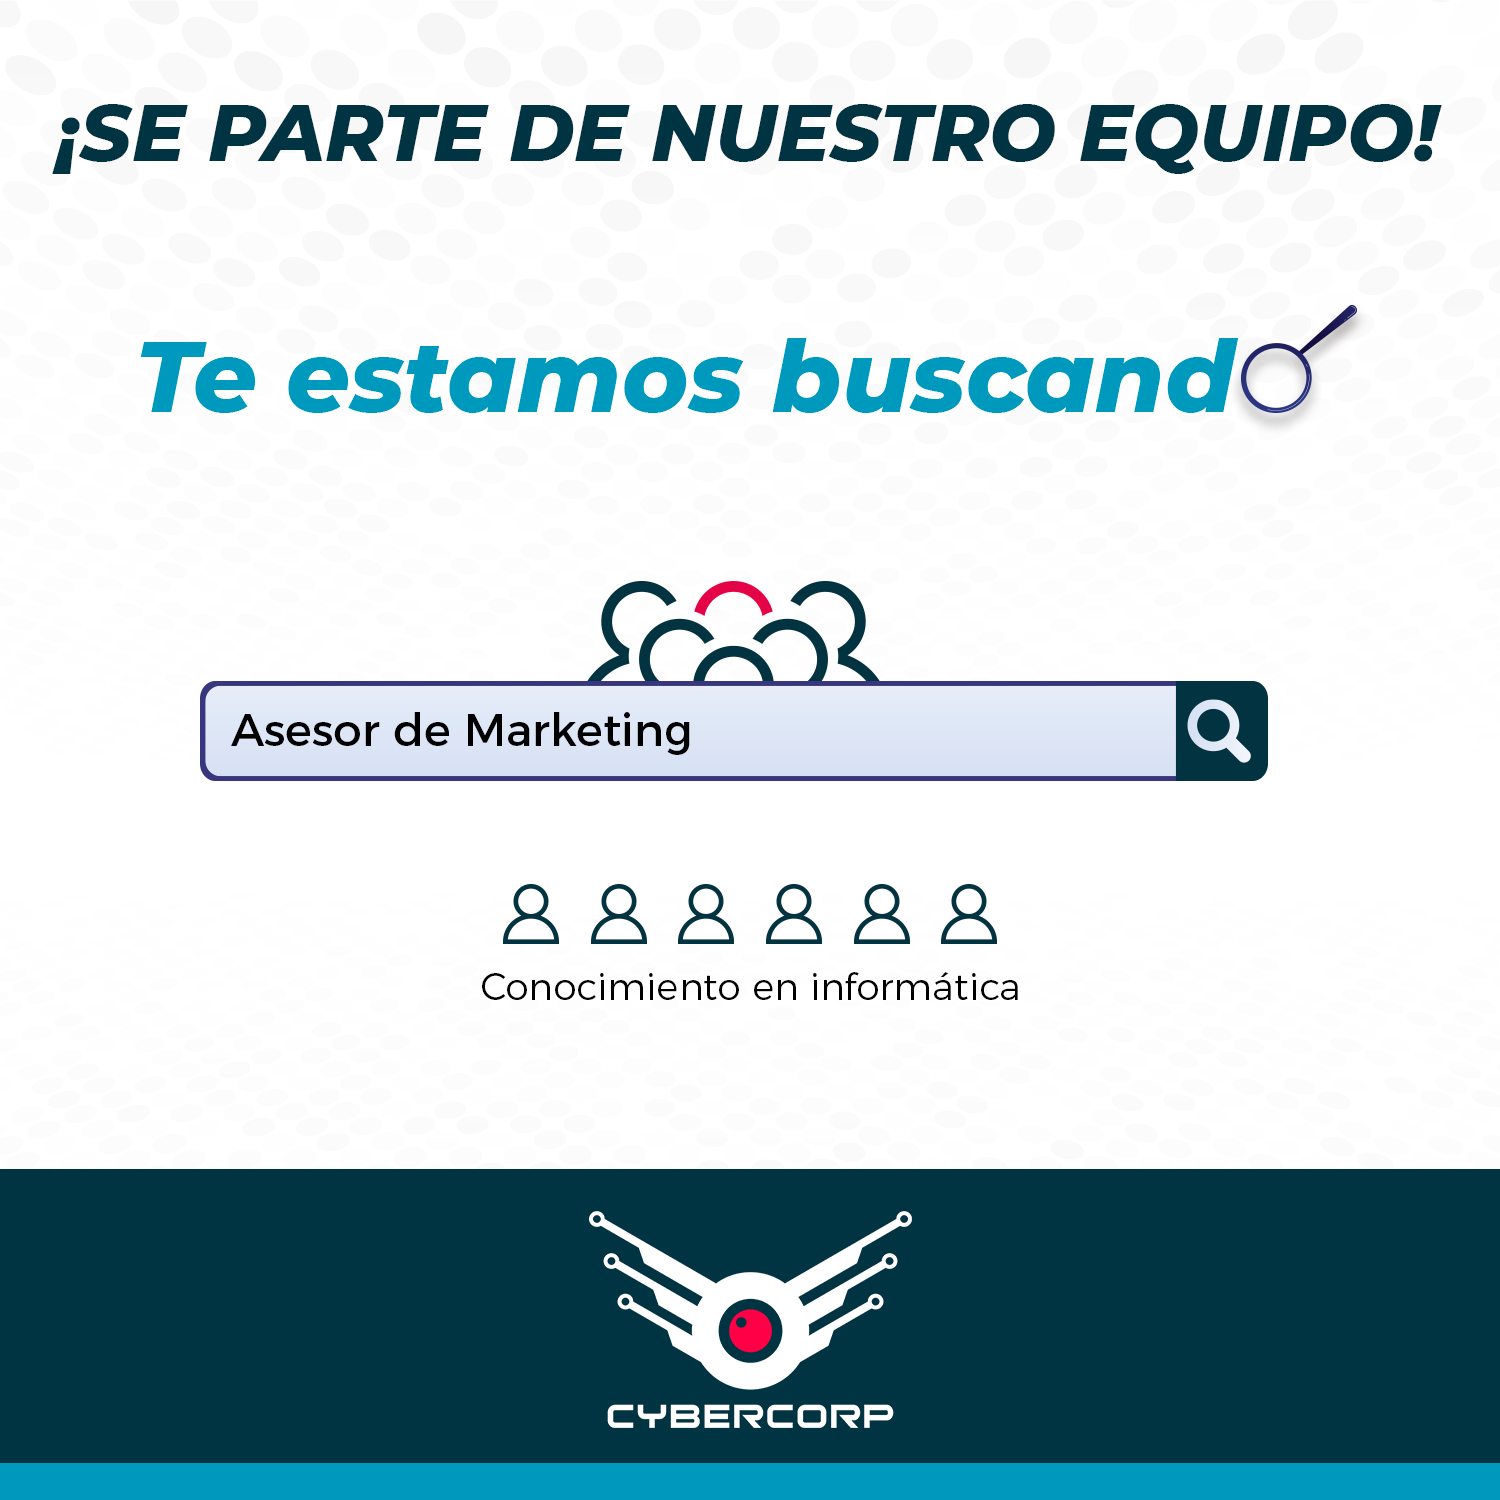 ¡SE PARTE DE NUESTRO EQUIPO!
Te estamos buscando
Asesor de Marketing
Conocimiento en informática
CYBERCORP